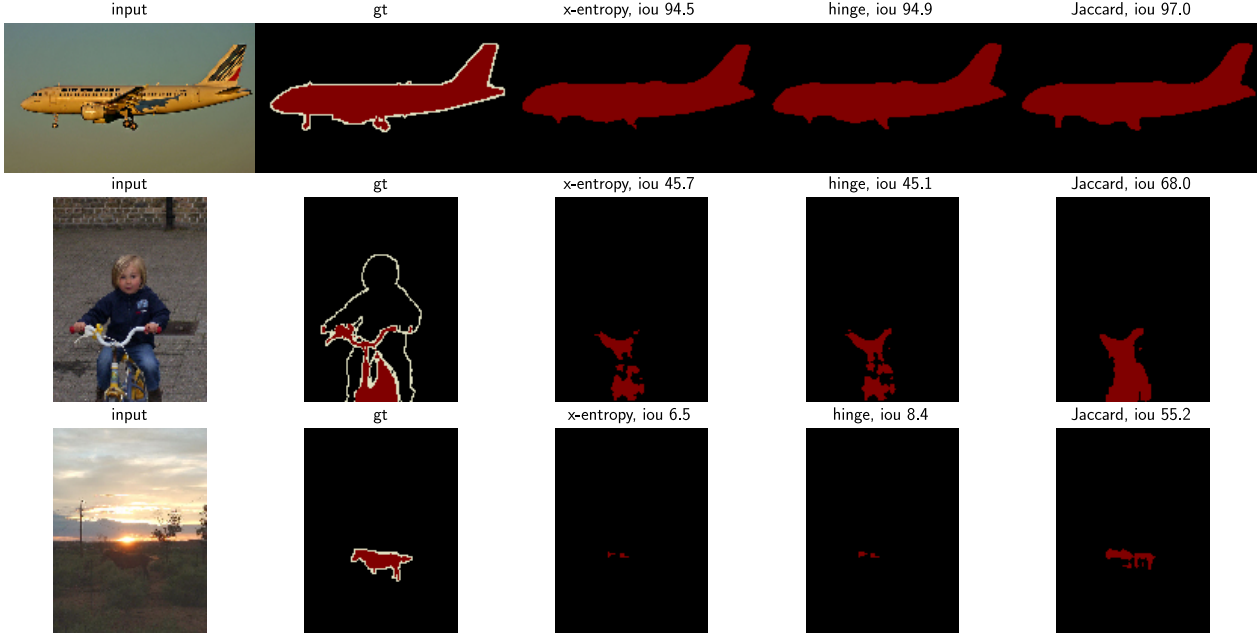 input gt x-entropy, iou 94.5 hinge, iou 94.9 Jaccard, iou 97.0
input gt x-entropy, iou 45.7 hinge, iou 45.1 Jaccard, iou 68.0
input gt x-entropy, iou 6.5 hinge, iou 8.4 Jaccard, iou 55.2